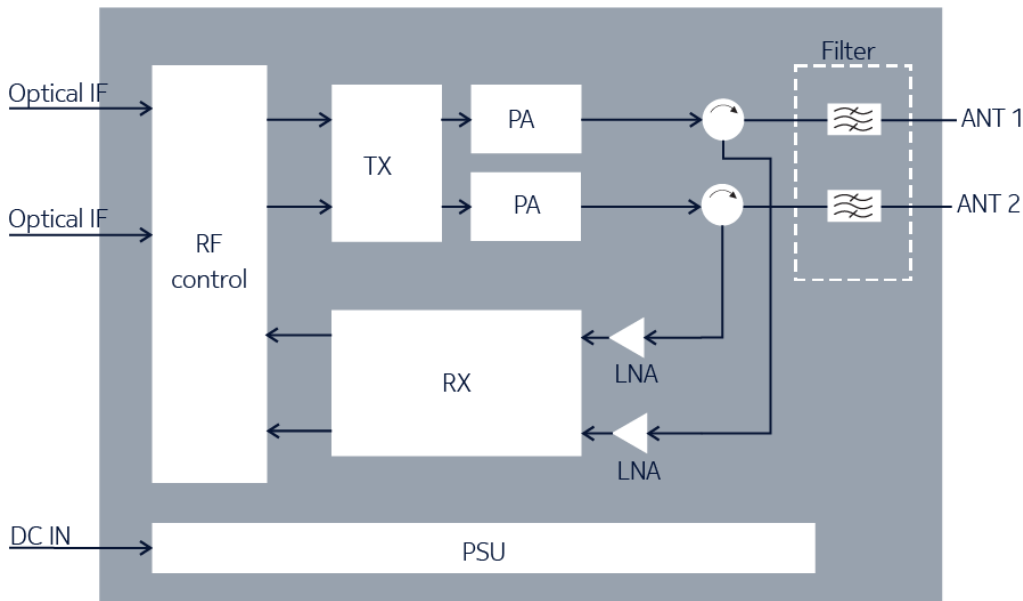 Filter
Optical IF
PA
ANT 1
TX
Optical IF
PA
ANT 2
RF
control
RX
LNA
LNA
DC IN
PSU